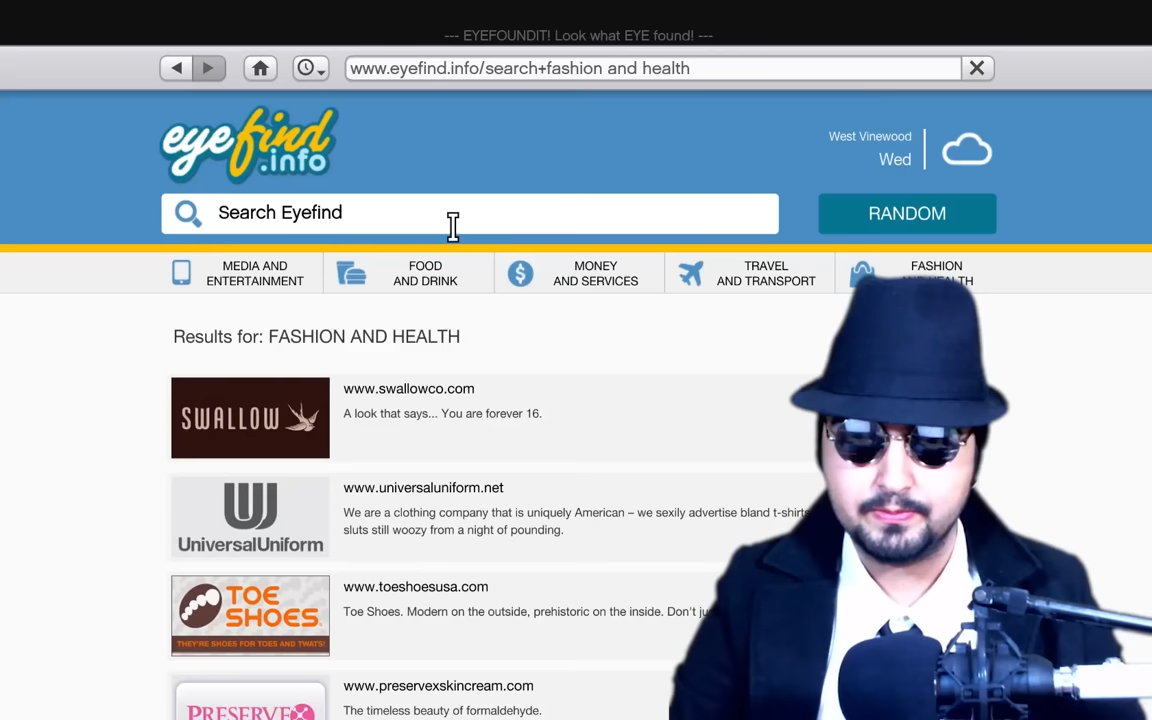 --- EYEFOUNDIT! Look what EYE found! ---
www.eyefind.info/search+fashion and health
eyefind
.info
West Vinewood
Wed
Search Eyefind
RANDOM
MEDIA AND
ENTERTAINMENT
FOOD
AND DRINK
MONEY
AND SERVICES
TRAVEL
AND TRANSPORT
FASHION
AND HEALTH
Results for: FASHION AND HEALTH
SWALLOW
www.swallowco.com
A look that says... You are forever 16.
UniversalUniform
www.universaluniform.net
We are a clothing company that is uniquely American – we sexily advertise bland t-shirts
sluts still woozy from a night of pounding.
TOE
SHOES
THEY'RE SHOES FOR TOES AND TWATS!
www.toeshoesusa.com
Toe Shoes. Modern on the outside, prehistoric on the inside. Don't
PRESERVEX
www.preservexskincream.com
The timeless beauty of formaldehyde.